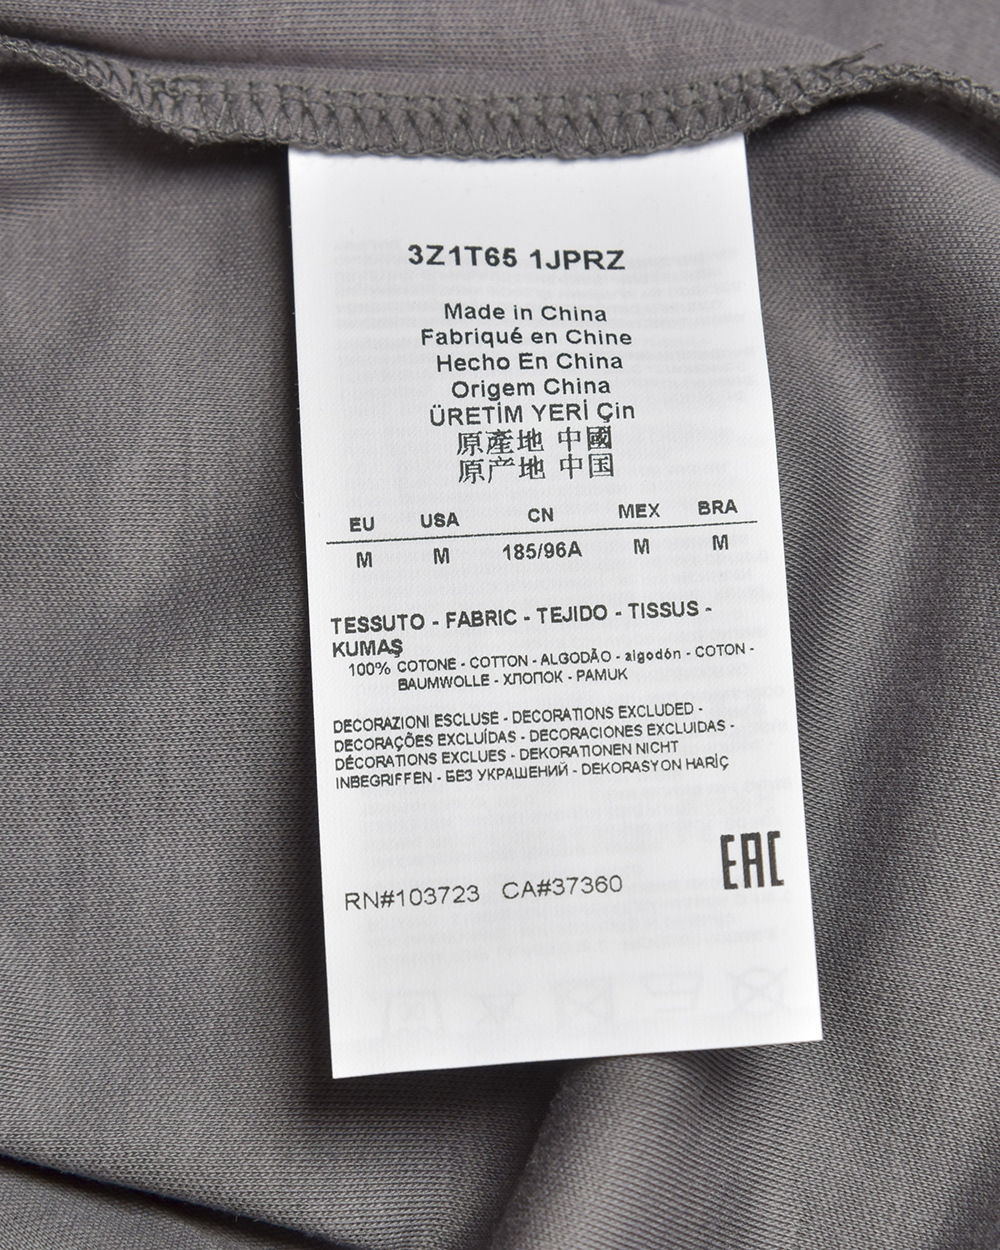 3Z1T65 1JPRZ
Made in China
Fabriqué en Chine
Hecho En China
Origem China
ÜRETİM YERİ Çin
原產地 中國
原产地 中国
EU USA CN MEX BRA
M M 185/96A M M
TESSUTO - FABRIC - TEJIDO - TISSUS -
KUMAŞ
100% COTONE - COTTON - ALGODÃO - algodón - COTON -
BAUMWOLLE - ХЛОПОК - PAMUK
DECORAZIONI ESCLUSE - DECORATIONS EXCLUDED -
DECORAÇÕES EXCLUÍDAS - DECORACIONES EXCLUIDAS -
DÉCORATIONS EXCLUES - DEKORATIONEN NICHT
INBEGRIFFEN - БЕЗ УКРАШЕНИЙ - DEKORASYON HARİÇ
EAC
RN#103723 CA#37360